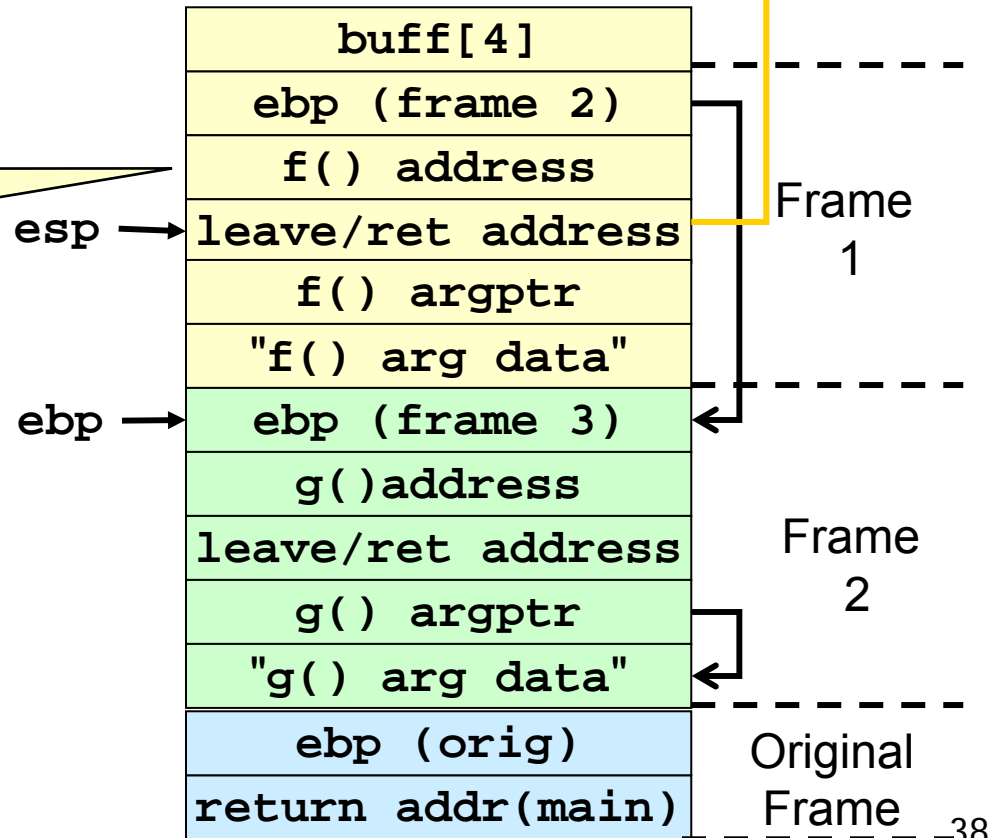 buff[4]
ebp (frame 2)
f() address
esp
leave/ret address
f() argptr
"f() arg data"
Frame
1
ebp
ebp (frame 3)
g()address
leave/ret address
g() argptr
"g() arg data"
Frame
2
ebp (orig)
return addr(main)
Original
Frame
38